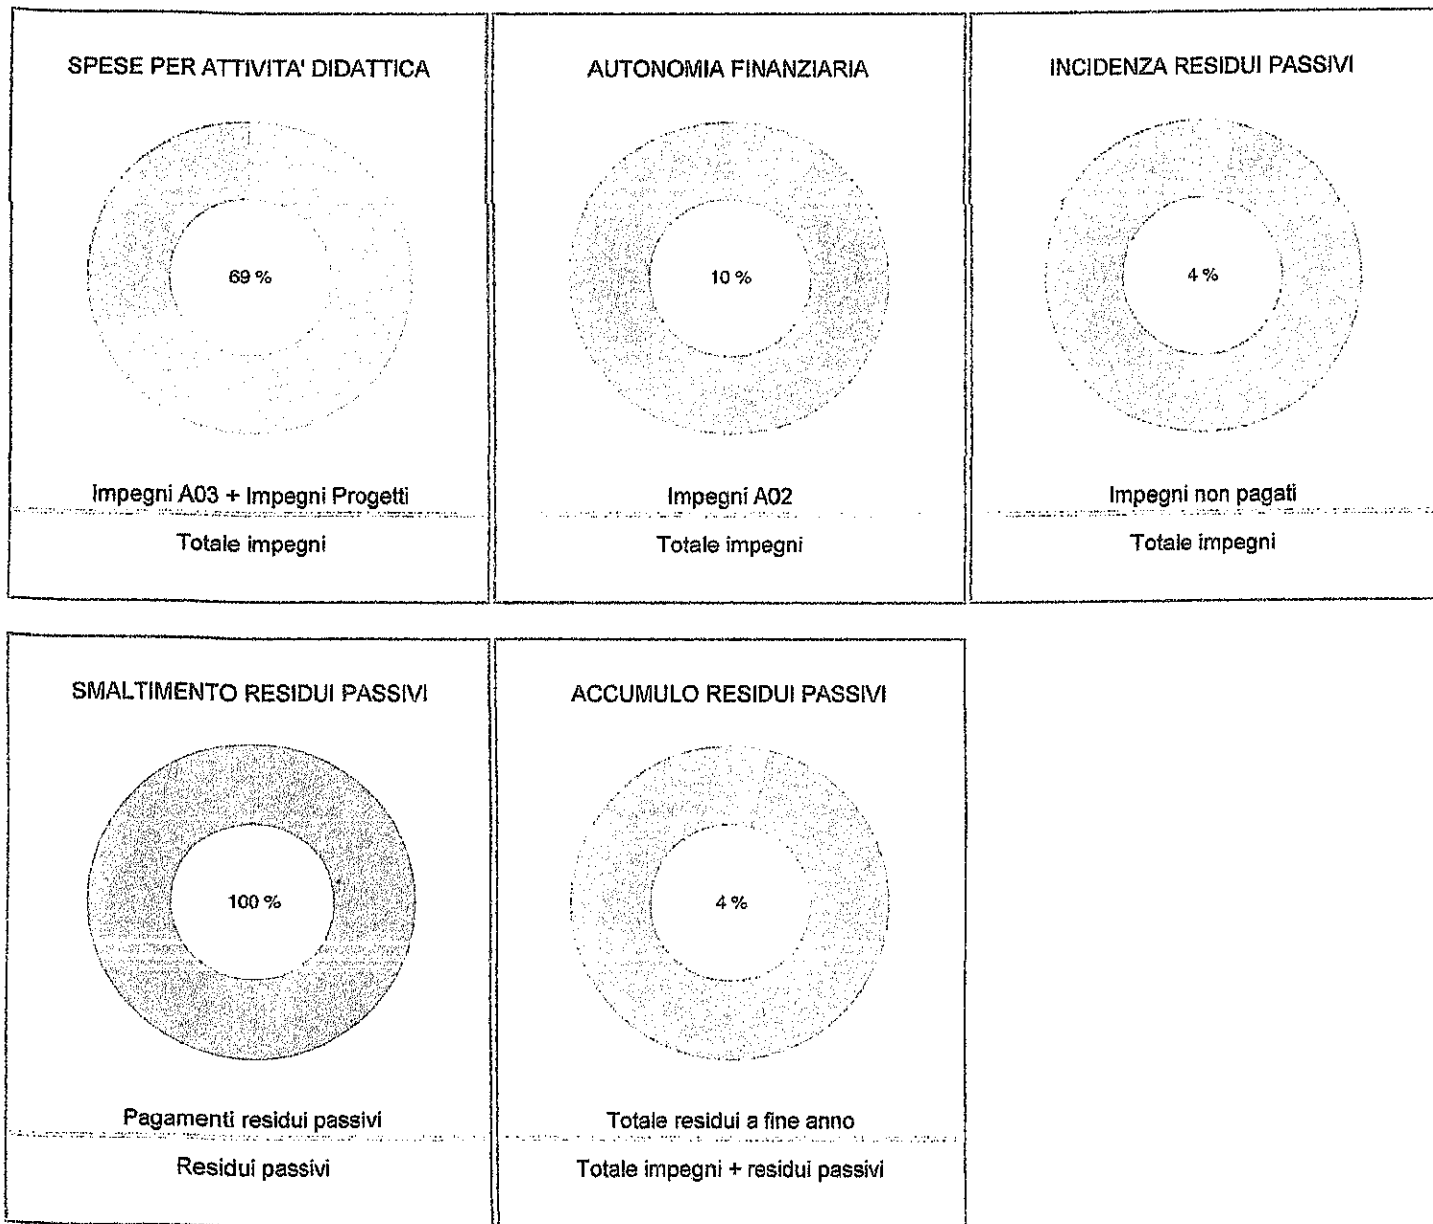 SPESE PER ATTIVITA' DIDATTICA
69 %
Impegni A03 + Impegni Progetti
Totale impegni
AUTONOMIA FINANZIARIA
10 %
Impegni A02
Totale impegni
INCIDENZA RESIDUI PASSIVI
4 %
Impegni non pagati
Totale impegni
SMALTIMENTO RESIDUI PASSIVI
100 %
Pagamenti residui passivi
Residui passivi
ACCUMULO RESIDUI PASSIVI
4 %
Totale residui a fine anno
Totale impegni + residui passivi